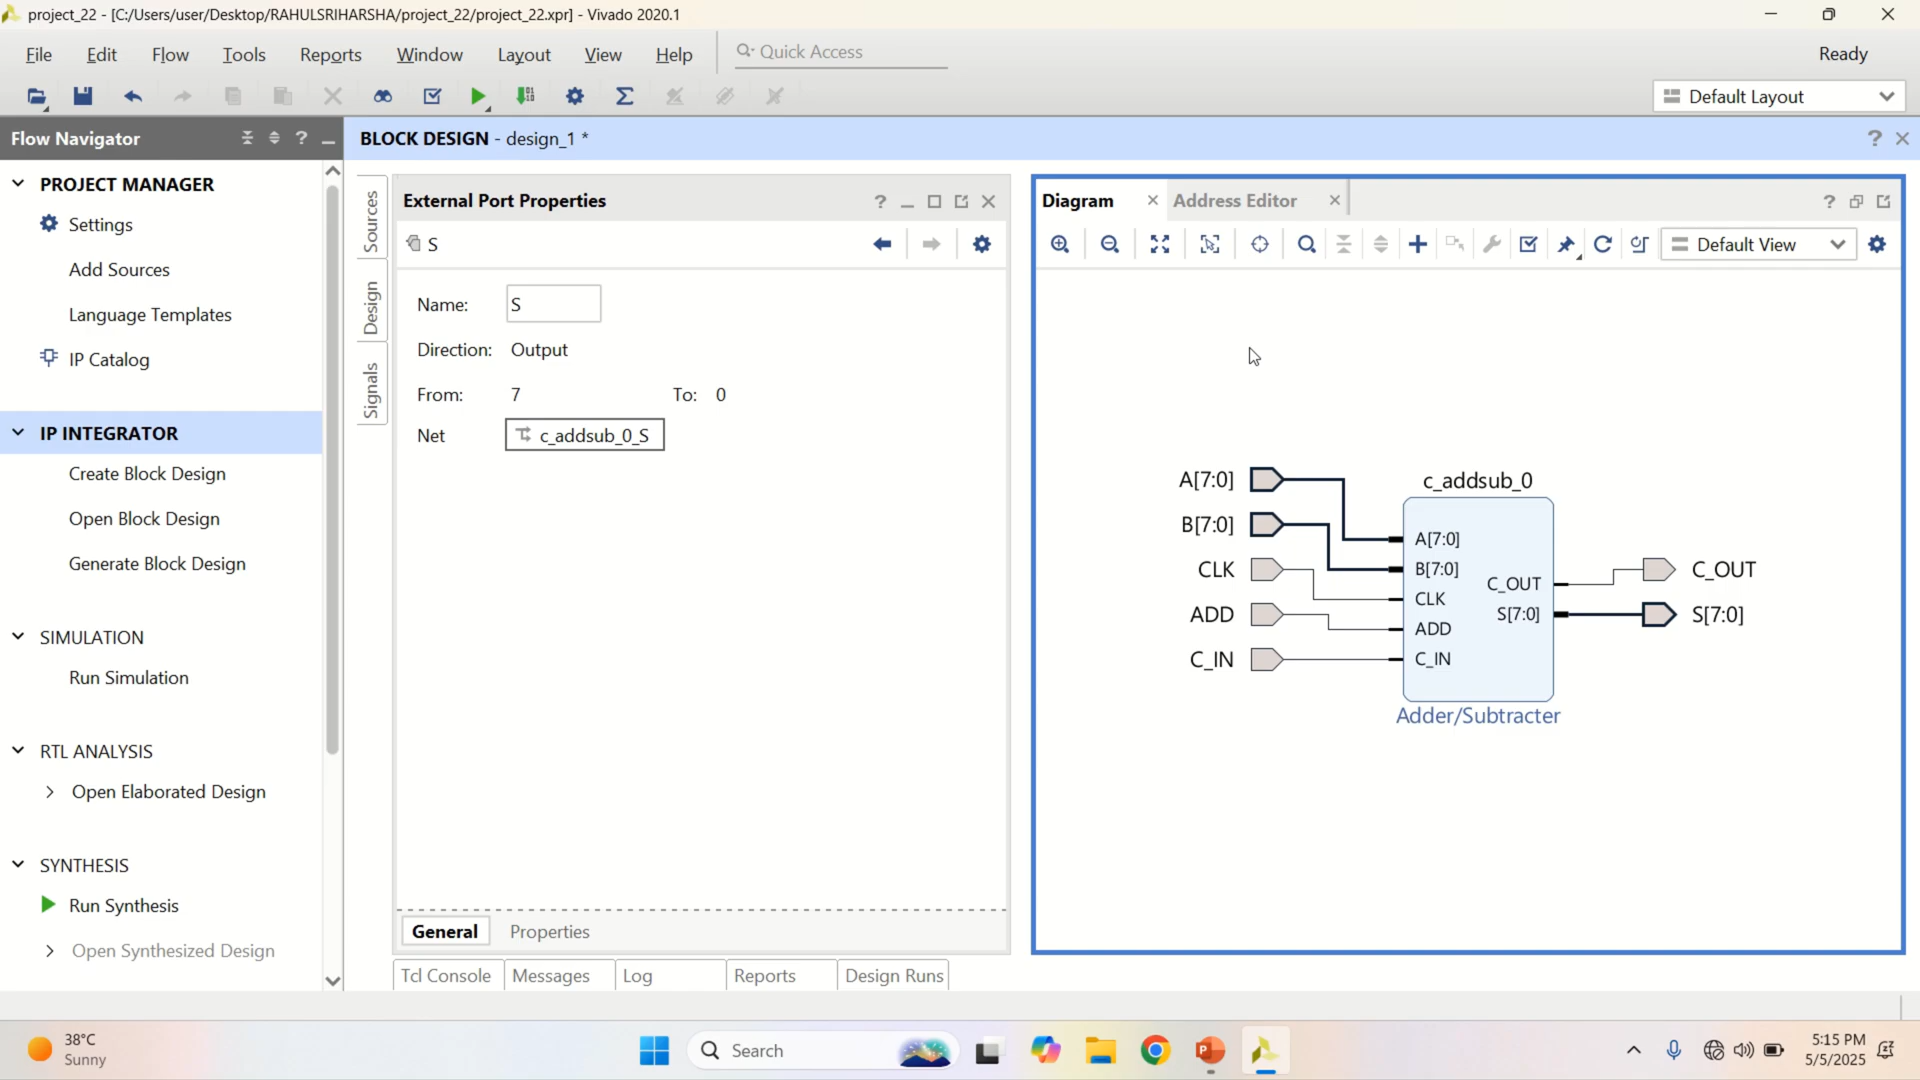 project_22 - [C:/Users/user/Desktop/RAHULSRIHARSHA/project_22/project_22.xpr] - Vivado 2020.1
File Edit Flow Tools Reports Window Layout View Help Quick Access Ready
Default Layout
Flow Navigator
PROJECT MANAGER
Settings
Add Sources
Language Templates
IP Catalog
IP INTEGRATOR
Create Block Design
Open Block Design
Generate Block Design
SIMULATION
Run Simulation
RTL ANALYSIS
Open Elaborated Design
SYNTHESIS
Run Synthesis
Open Synthesized Design
BLOCK DESIGN - design_1 *
Sources
Design
Signals
External Port Properties
S
Name: S
Direction: Output
From: 7 To: 0
Net c_addsub_0_S
General Properties
Tcl Console Messages Log Reports Design Runs
Diagram Address Editor
Default View
c_addsub_0
A[7:0]
B[7:0]
CLK
ADD
C_IN
A[7:0]
B[7:0]
CLK
ADD
C_IN
C_OUT
S[7:0]
C_OUT
S[7:0]
Adder/Subtracter
38°C
Sunny
Search
5:15 PM
5/5/2025